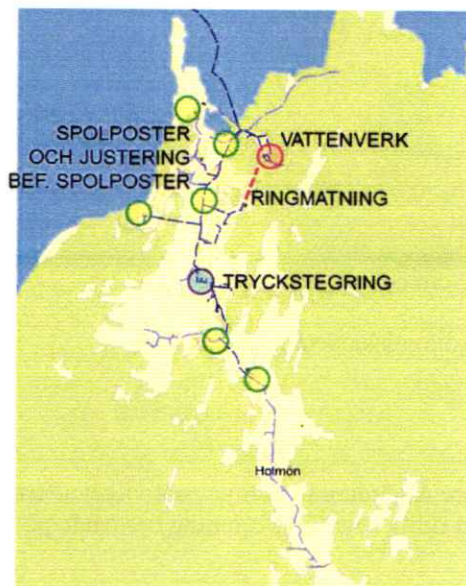 SPOLPOSTER
OCH JUSTERING
BEF. SPOLPOSTER
VATTENVERK
RINGMATNING
TRYCKSTEGRING
Holmön